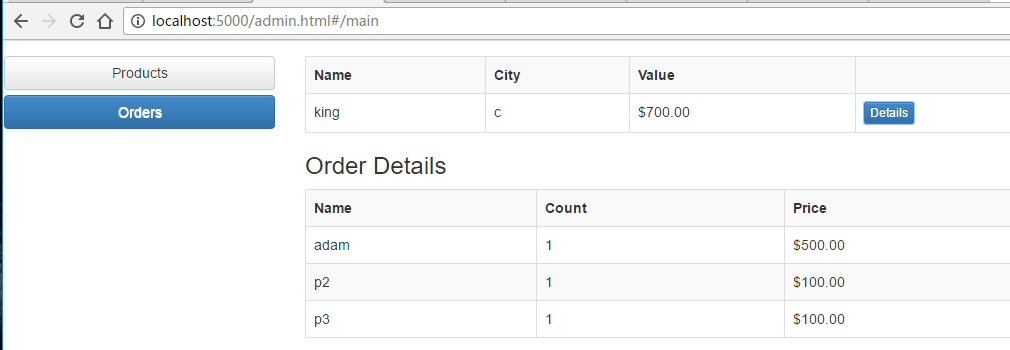 localhost:5000/admin.html#/main
Products
Orders
Name City Value
king c $700.00 Details
Order Details
Name Count Price
adam 1 $500.00
p2 1 $100.00
p3 1 $100.00